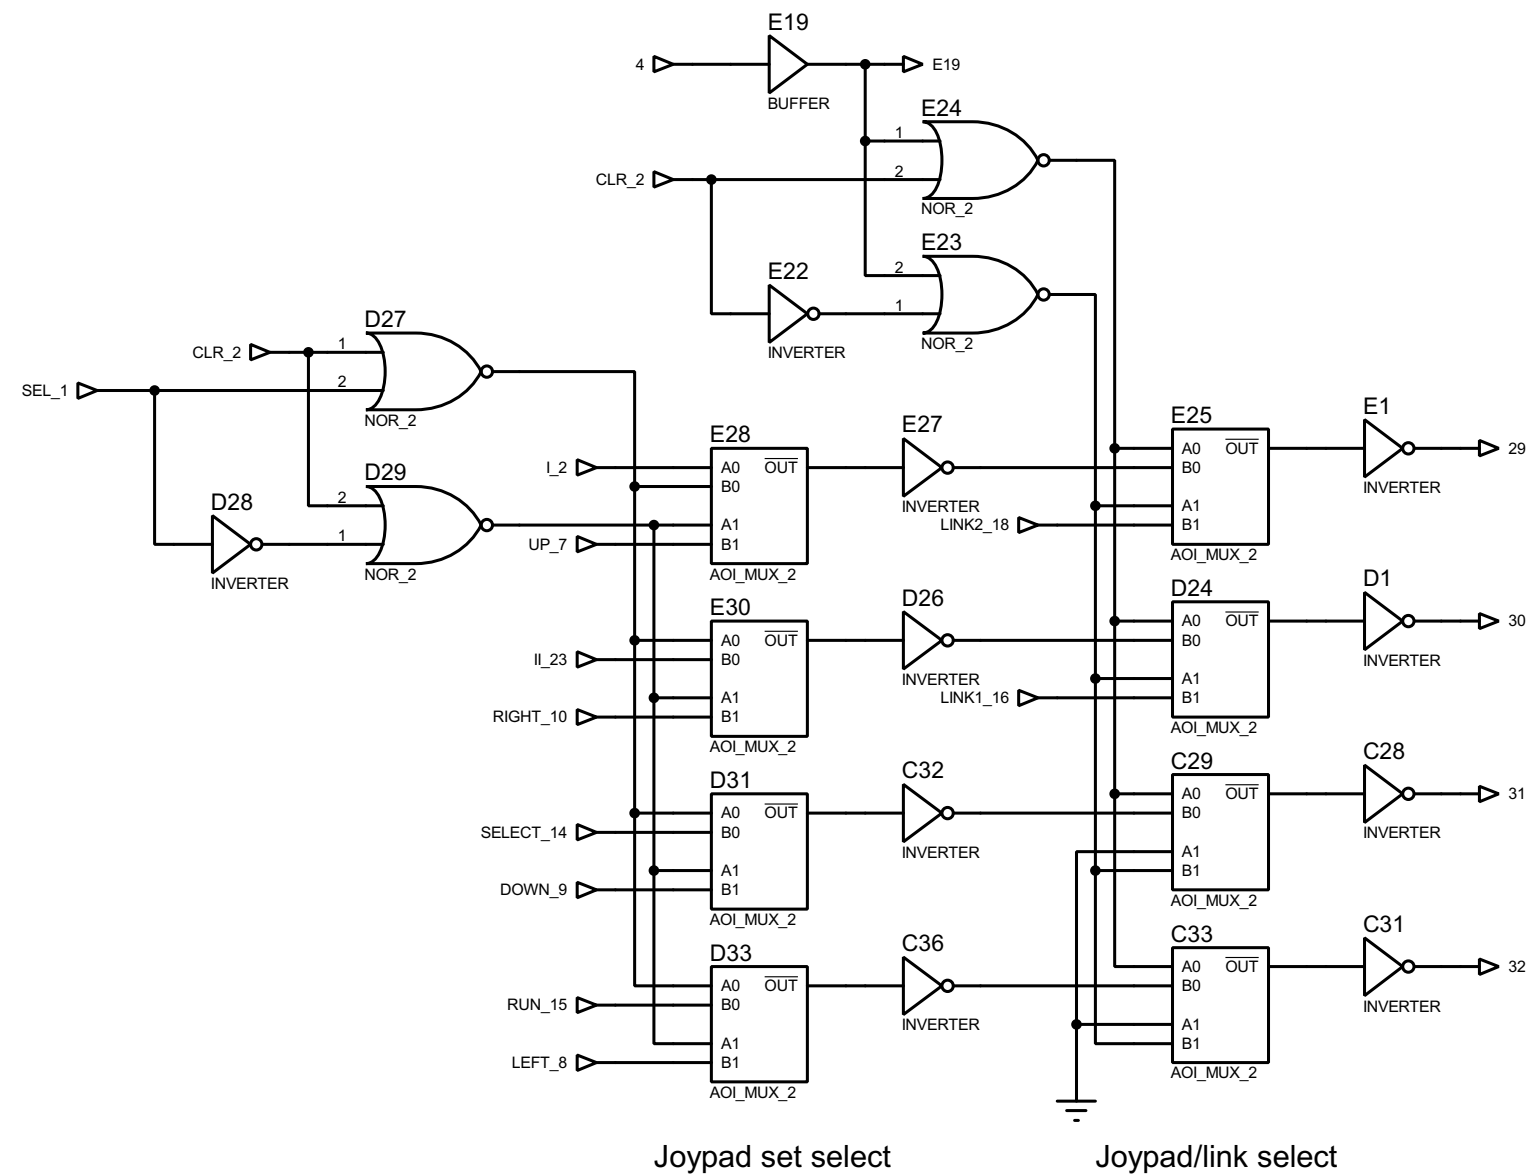 E19
4
E19
BUFFER
E24
1
CLR_2
2
NOR_2
E23
2
E22
1
INVERTER
NOR_2
D27
CLR_2
1
SEL_1
2
NOR_2
D29
2
D28
1
INVERTER
NOR_2
E28
I_2
A0 OUT
B0
A1
UP_7
B1
AOI_MUX_2
E27
INVERTER
LINK2_18
E25
A0 OUT
B0
A1
B1
AOI_MUX_2
E1
29
INVERTER
E30
A0 OUT
II_23
B0
A1
RIGHT_10
B1
AOI_MUX_2
D26
INVERTER
LINK1_16
D24
A0 OUT
B0
A1
B1
AOI_MUX_2
D1
30
INVERTER
D31
A0 OUT
SELECT_14
B0
A1
DOWN_9
B1
AOI_MUX_2
C32
INVERTER
C29
A0 OUT
B0
A1
B1
AOI_MUX_2
C28
31
INVERTER
D33
A0 OUT
RUN_15
B0
A1
LEFT_8
B1
AOI_MUX_2
C36
INVERTER
C33
A0 OUT
B0
A1
B1
AOI_MUX_2
C31
32
INVERTER
Joypad set select
Joypad/link select